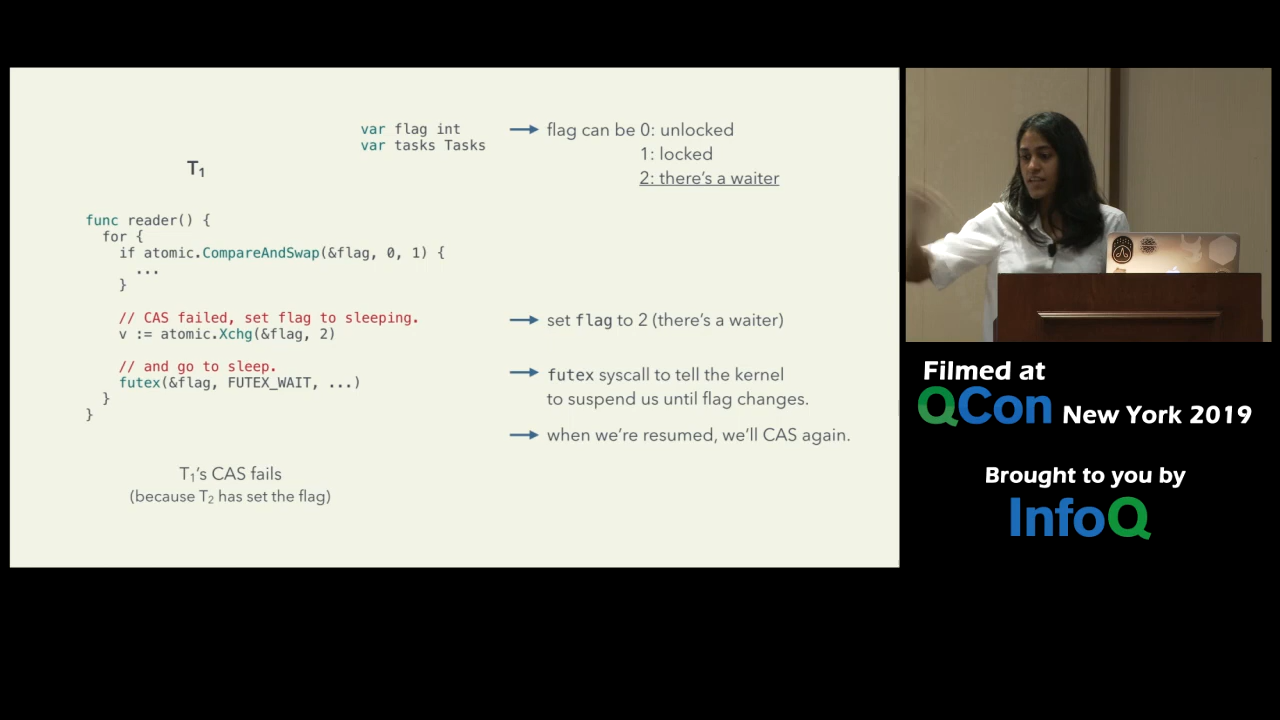 var flag int
var tasks Tasks
flag can be 0: unlocked
1: locked
2: there's a waiter
T1
func reader() {
for {
if atomic.CompareAndSwap(&flag, 0, 1) {
...
}
// CAS failed, set flag to sleeping.
v := atomic.Xchg(&flag, 2)
set flag to 2 (there's a waiter)
// and go to sleep.
futex(&flag, FUTEX_WAIT, ...)
}
}
futex syscall to tell the kernel
to suspend us until flag changes.
when we're resumed, we'll CAS again.
T1's CAS fails
(because T2 has set the flag)
Filmed at
QCon New York 2019
Brought to you by
InfoQ